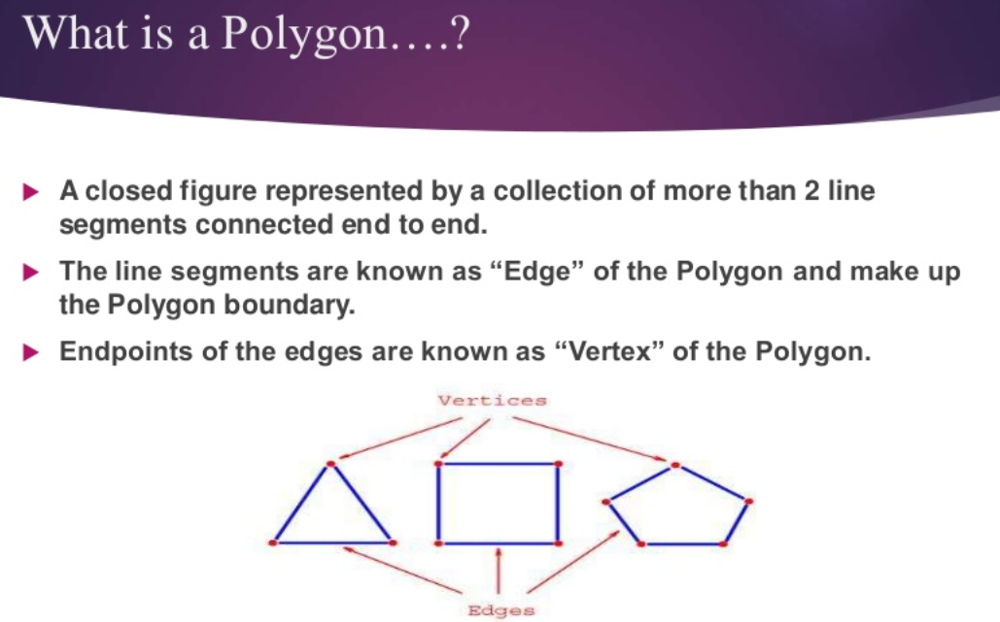 What is a Polygon….?
A closed figure represented by a collection of more than 2 line
segments connected end to end.
The line segments are known as “Edge” of the Polygon and make up
the Polygon boundary.
Endpoints of the edges are known as “Vertex” of the Polygon.
Vertices
Edges